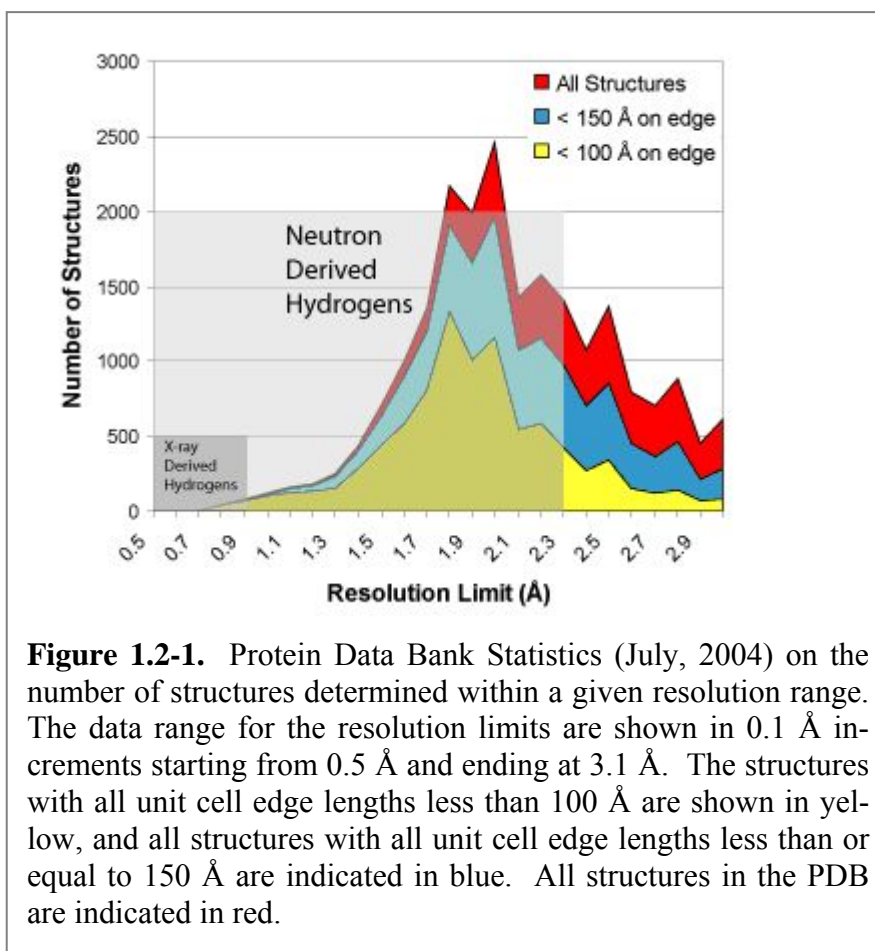 3000
2500
2000
1500
1000
500
0
Number of Structures
All Structures
< 150 Å on edge
< 100 Å on edge
Neutron
Derived
Hydrogens
X-ray
Derived
Hydrogens
0.5
0.7
0.9
1.1
1.3
1.5
1.7
1.9
2.1
2.3
2.5
2.7
2.9
Resolution Limit (Å)
Figure 1.2-1. Protein Data Bank Statistics (July, 2004) on the
number of structures determined within a given resolution range.
The data range for the resolution limits are shown in 0.1 Å in-
crements starting from 0.5 Å and ending at 3.1 Å. The structures
with all unit cell edge lengths less than 100 Å are shown in yel-
low, and all structures with all unit cell edge lengths less than or
equal to 150 Å are indicated in blue. All structures in the PDB
are indicated in red.